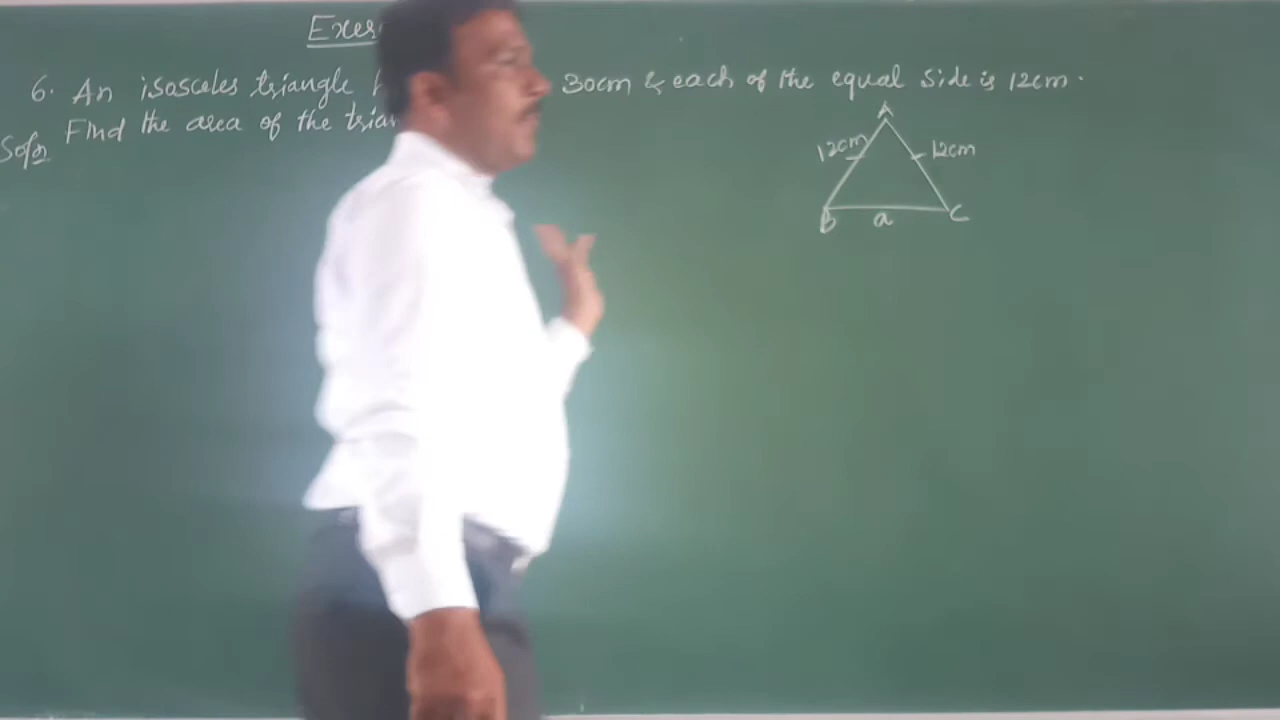 Exer
6. An isosceles triangle 30cm & each of the equal side is 12cm.
Find the area of the trian
Soln
A
12cm 12cm
B a C